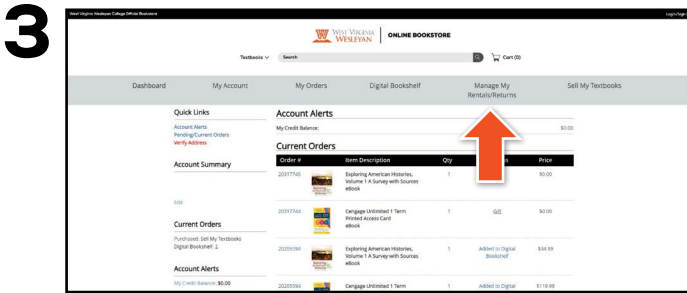 3
West Virginia Wesleyan College Official Bookstore
Login/Sign
WEST VIRGINIA WESLEYAN
ONLINE BOOKSTORE
Textbooks
Search
Cart (0)
Dashboard
My Account
My Orders
Digital Bookshelf
Manage My
Rentals/Returns
Sell My Textbooks
Quick Links
Account Alerts
Pending/Current Orders
Verify Address
Account Summary
Edit
Current Orders
Purchased: Sell My Textbooks
Digital Bookshelf: 2
Account Alerts
My Credit Balance: $0.00
Account Alerts
My Credit Balance:
$0.00
Current Orders
Order #
Item Description
Qty
Price
20317745
Exploring American Histories,
Volume 1 A Survey with Sources
eBook
1
$0.00
20317744
Cengage Unlimited 1 Term
Printed Access Card
eBook
1
Gift
$0.00
20255394
Exploring American Histories,
Volume 1 A Survey with Sources
eBook
1
Added to Digital
Bookshelf
$34.99
20255394
Cengage Unlimited 1 Term
1
Added to Digital
$119.99